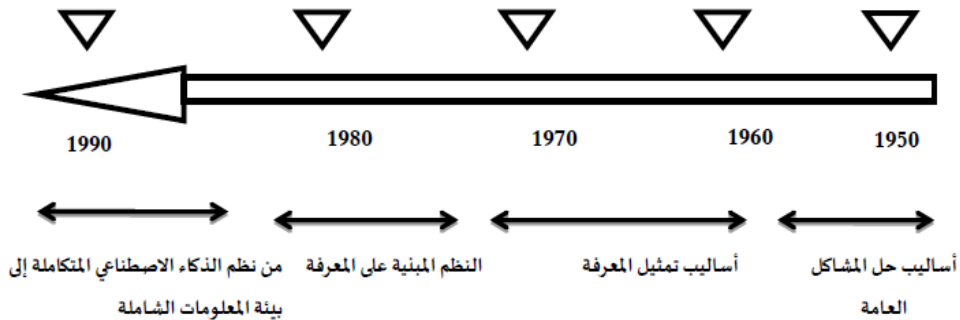 1950
1960
1970
1980
1990
أساليب حل المشاكل
العامة
أساليب تمثيل المعرفة
النظم المبنية على المعرفة
من نظم الذكاء الاصطناعي المتكاملة إلى
بيئة المعلومات الشاملة